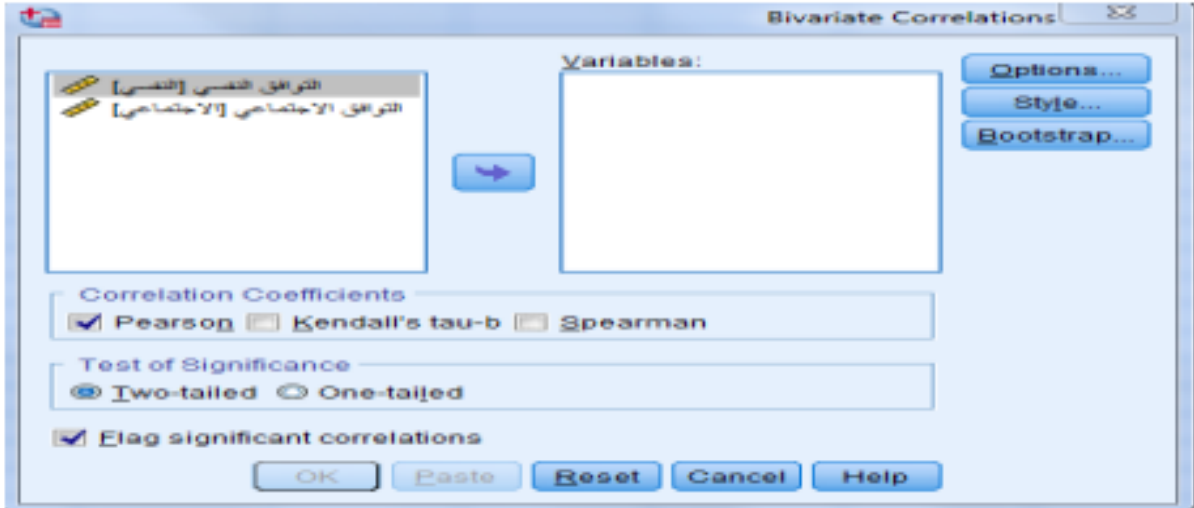 Bivariate Correlations
Variables:
التوافق النفسي [النفسي]
التوافق الاجتماعي [الاجتماعي]
Options...
Style...
Bootstrap...
Correlation Coefficients
Pearson Kendall's tau-b Spearman
Test of Significance
Two-tailed One-tailed
Flag significant correlations
OK Paste Reset Cancel Help